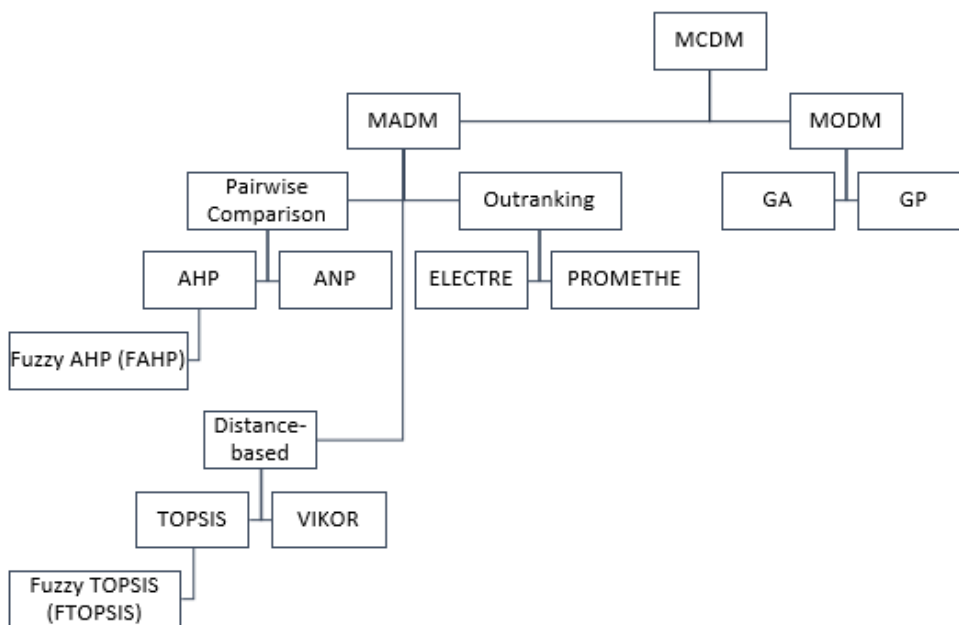 MCDM
MADM
MODM
Pairwise
Comparison
Outranking
GA
GP
AHP
ANP
ELECTRE
PROMETHE
Fuzzy AHP (FAHP)
Distance-
based
TOPSIS
VIKOR
Fuzzy TOPSIS
(FTOPSIS)